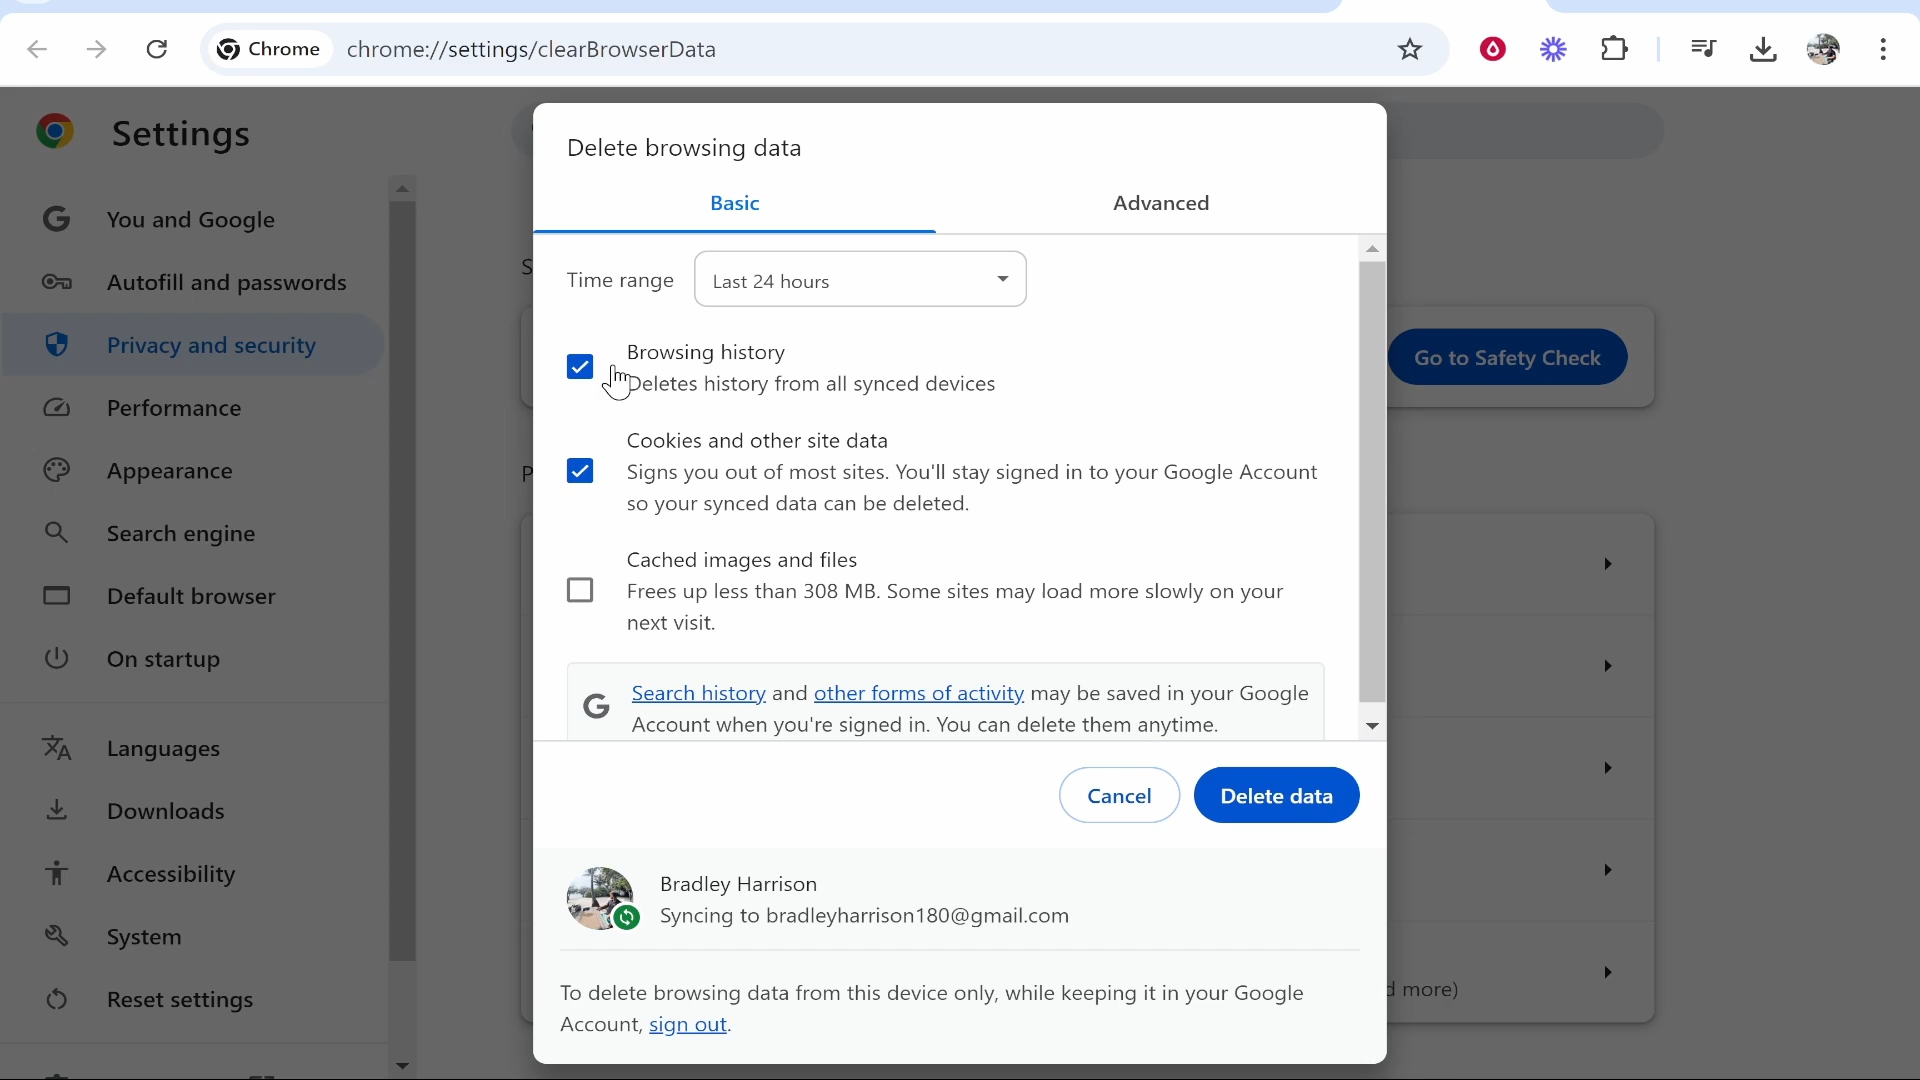 Chrome
chrome://settings/clearBrowserData
Settings
You and Google
Autofill and passwords
Privacy and security
Performance
Appearance
Search engine
Default browser
On startup
Languages
Downloads
Accessibility
System
Reset settings
Delete browsing data
Basic
Advanced
Time range
Last 24 hours
Browsing history
Deletes history from all synced devices
Cookies and other site data
Signs you out of most sites. You'll stay signed in to your Google Account
so your synced data can be deleted.
Cached images and files
Frees up less than 308 MB. Some sites may load more slowly on your
next visit.
G Search history and other forms of activity may be saved in your Google
Account when you're signed in. You can delete them anytime.
Cancel
Delete data
Bradley Harrison
Syncing to bradleyharrison180@gmail.com
To delete browsing data from this device only, while keeping it in your Google
Account, sign out.
Go to Safety Check
d more)